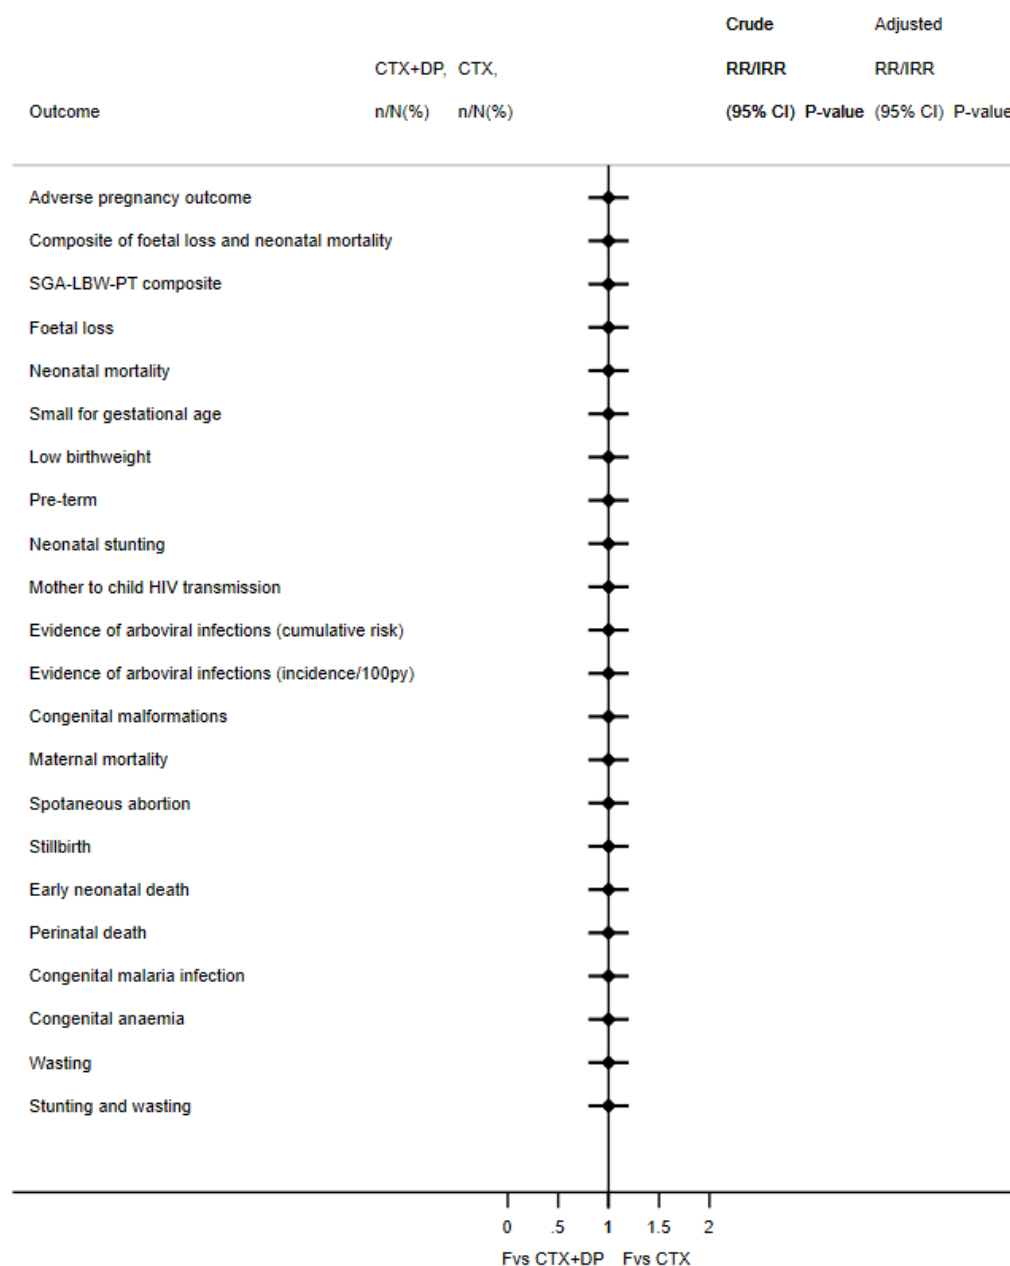 Crude Adjusted
CTX+DP, CTX, RR/IRR RR/IRR
Outcome n/N(%) n/N(%) (95% CI) P-value (95% CI) P-value
Adverse pregnancy outcome
Composite of foetal loss and neonatal mortality
SGA-LBW-PT composite
Foetal loss
Neonatal mortality
Small for gestational age
Low birthweight
Pre-term
Neonatal stunting
Mother to child HIV transmission
Evidence of arboviral infections (cumulative risk)
Evidence of arboviral infections (incidence/100py)
Congenital malformations
Maternal mortality
Spotaneous abortion
Stillbirth
Early neonatal death
Perinatal death
Congenital malaria infection
Congenital anaemia
Wasting
Stunting and wasting
0 .5 1 1.5 2
Fvs CTX+DP Fvs CTX